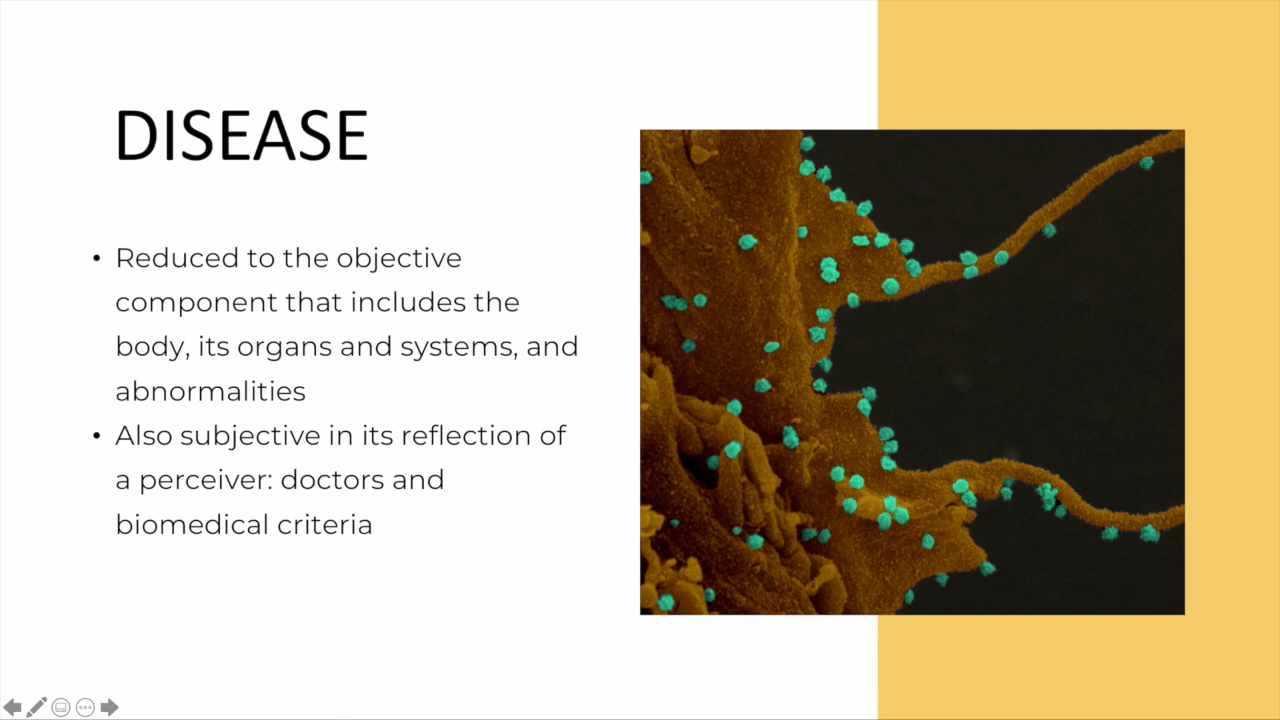 DISEASE
• Reduced to the objective
component that includes the
body, its organs and systems, and
abnormalities
• Also subjective in its reflection of
a perceiver: doctors and
biomedical criteria